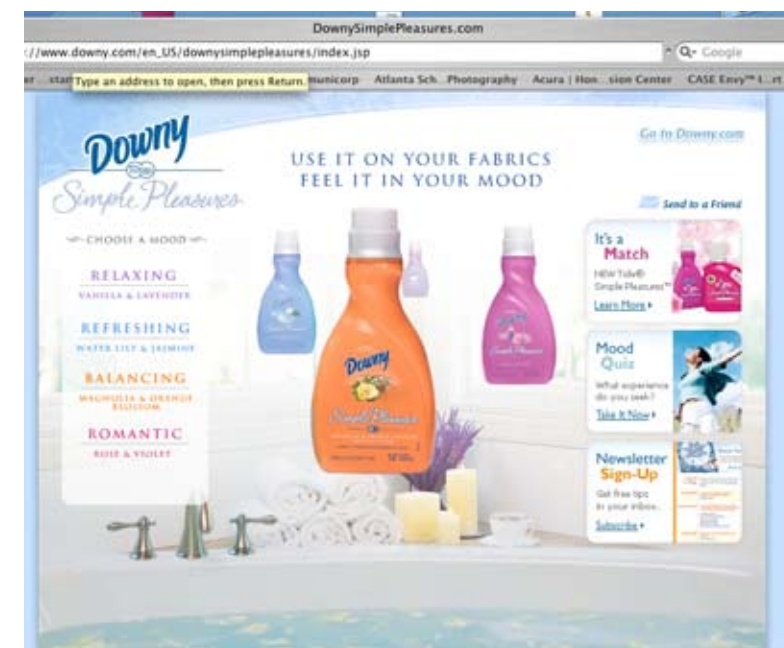 DownySimplePleasures.com
://www.downy.com/en_US/downysimplepleasures/index.jsp
Google
Type an address to open, then press Return.
municorp Atlanta Sch...Photography Acura | Hon...sion Center CASE Envy™ I...rt
Downy
Simple Pleasures
USE IT ON YOUR FABRICS
FEEL IT IN YOUR MOOD
Go to Downy.com
Send to a Friend
CHOOSE A MOOD
RELAXING
VANILLA & LAVENDER
REFRESHING
WATER LILY & JASMINE
BALANCING
MAGNOLIA & ORANGE
BLOSSOM
ROMANTIC
ROSE & VIOLET
Downy
Simple Pleasures
It's a
Match
NEW Tide®
Simple Pleasures™
Learn More
Mood
Quiz
What experience
do you seek?
Take It Now
Newsletter
Sign-Up
Get free tips
in your inbox.
Subscribe